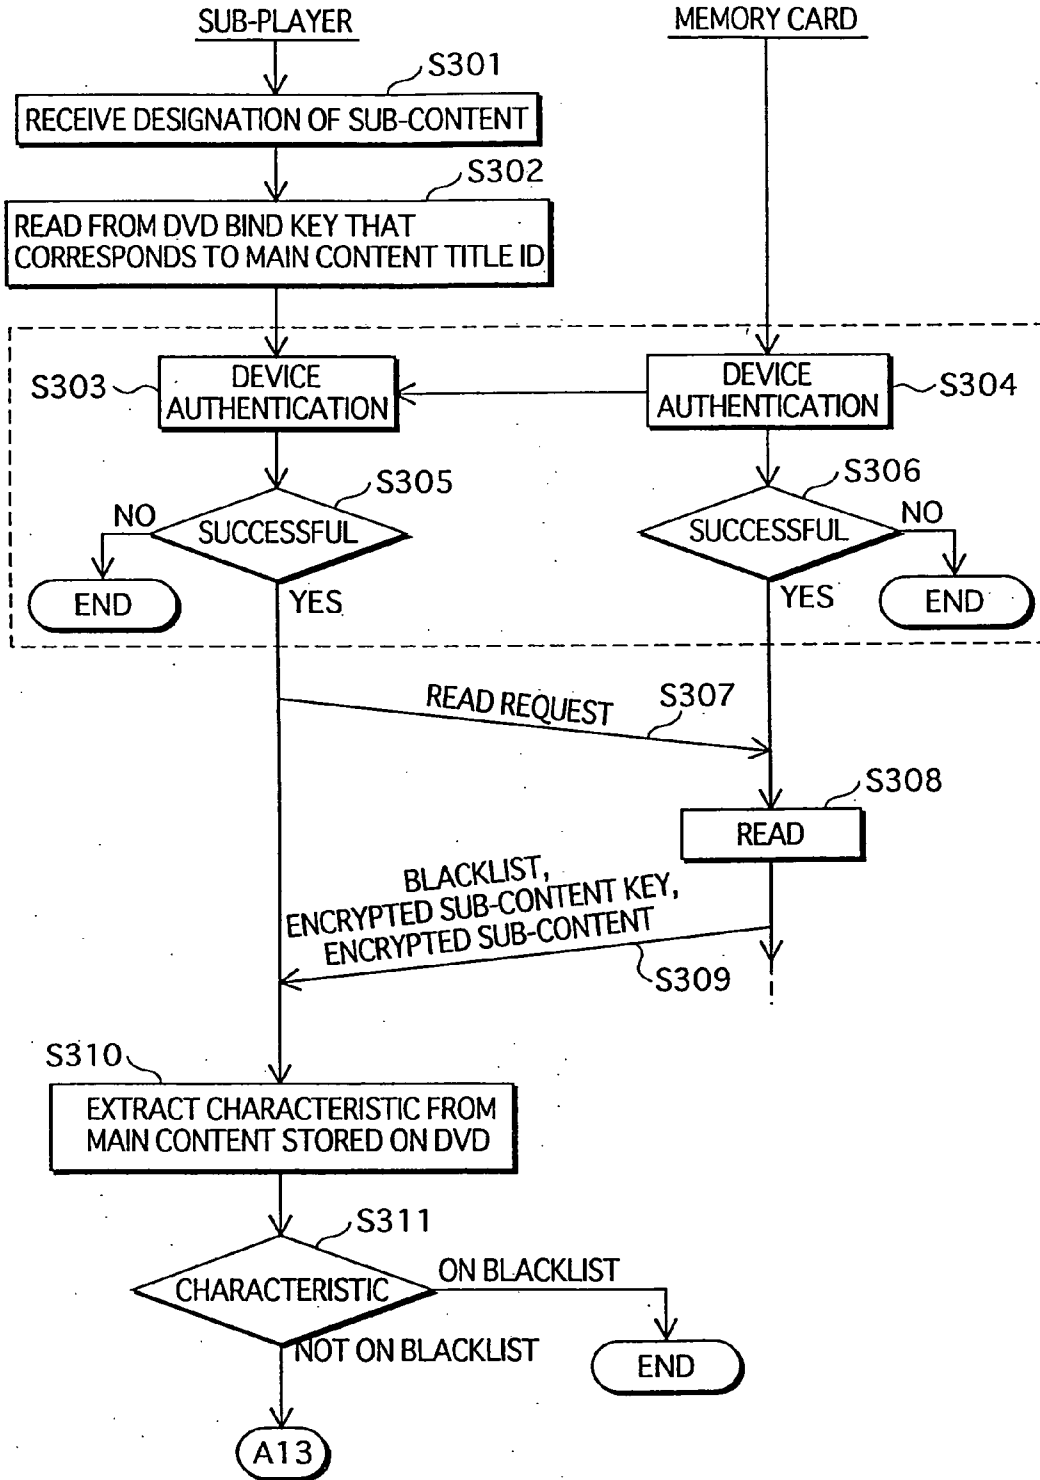 SUB-PLAYER
MEMORY CARD
S301
RECEIVE DESIGNATION OF SUB-CONTENT
S302
READ FROM DVD BIND KEY THAT
CORRESPONDS TO MAIN CONTENT TITLE ID
S303
DEVICE
AUTHENTICATION
DEVICE
AUTHENTICATION
S304
S305
NO
SUCCESSFUL
END
YES
S306
SUCCESSFUL
NO
YES
END
READ REQUEST
S307
S308
READ
BLACKLIST,
ENCRYPTED SUB-CONTENT KEY,
ENCRYPTED SUB-CONTENT
S309
S310
EXTRACT CHARACTERISTIC FROM
MAIN CONTENT STORED ON DVD
S311
CHARACTERISTIC
ON BLACKLIST
NOT ON BLACKLIST
END
A13